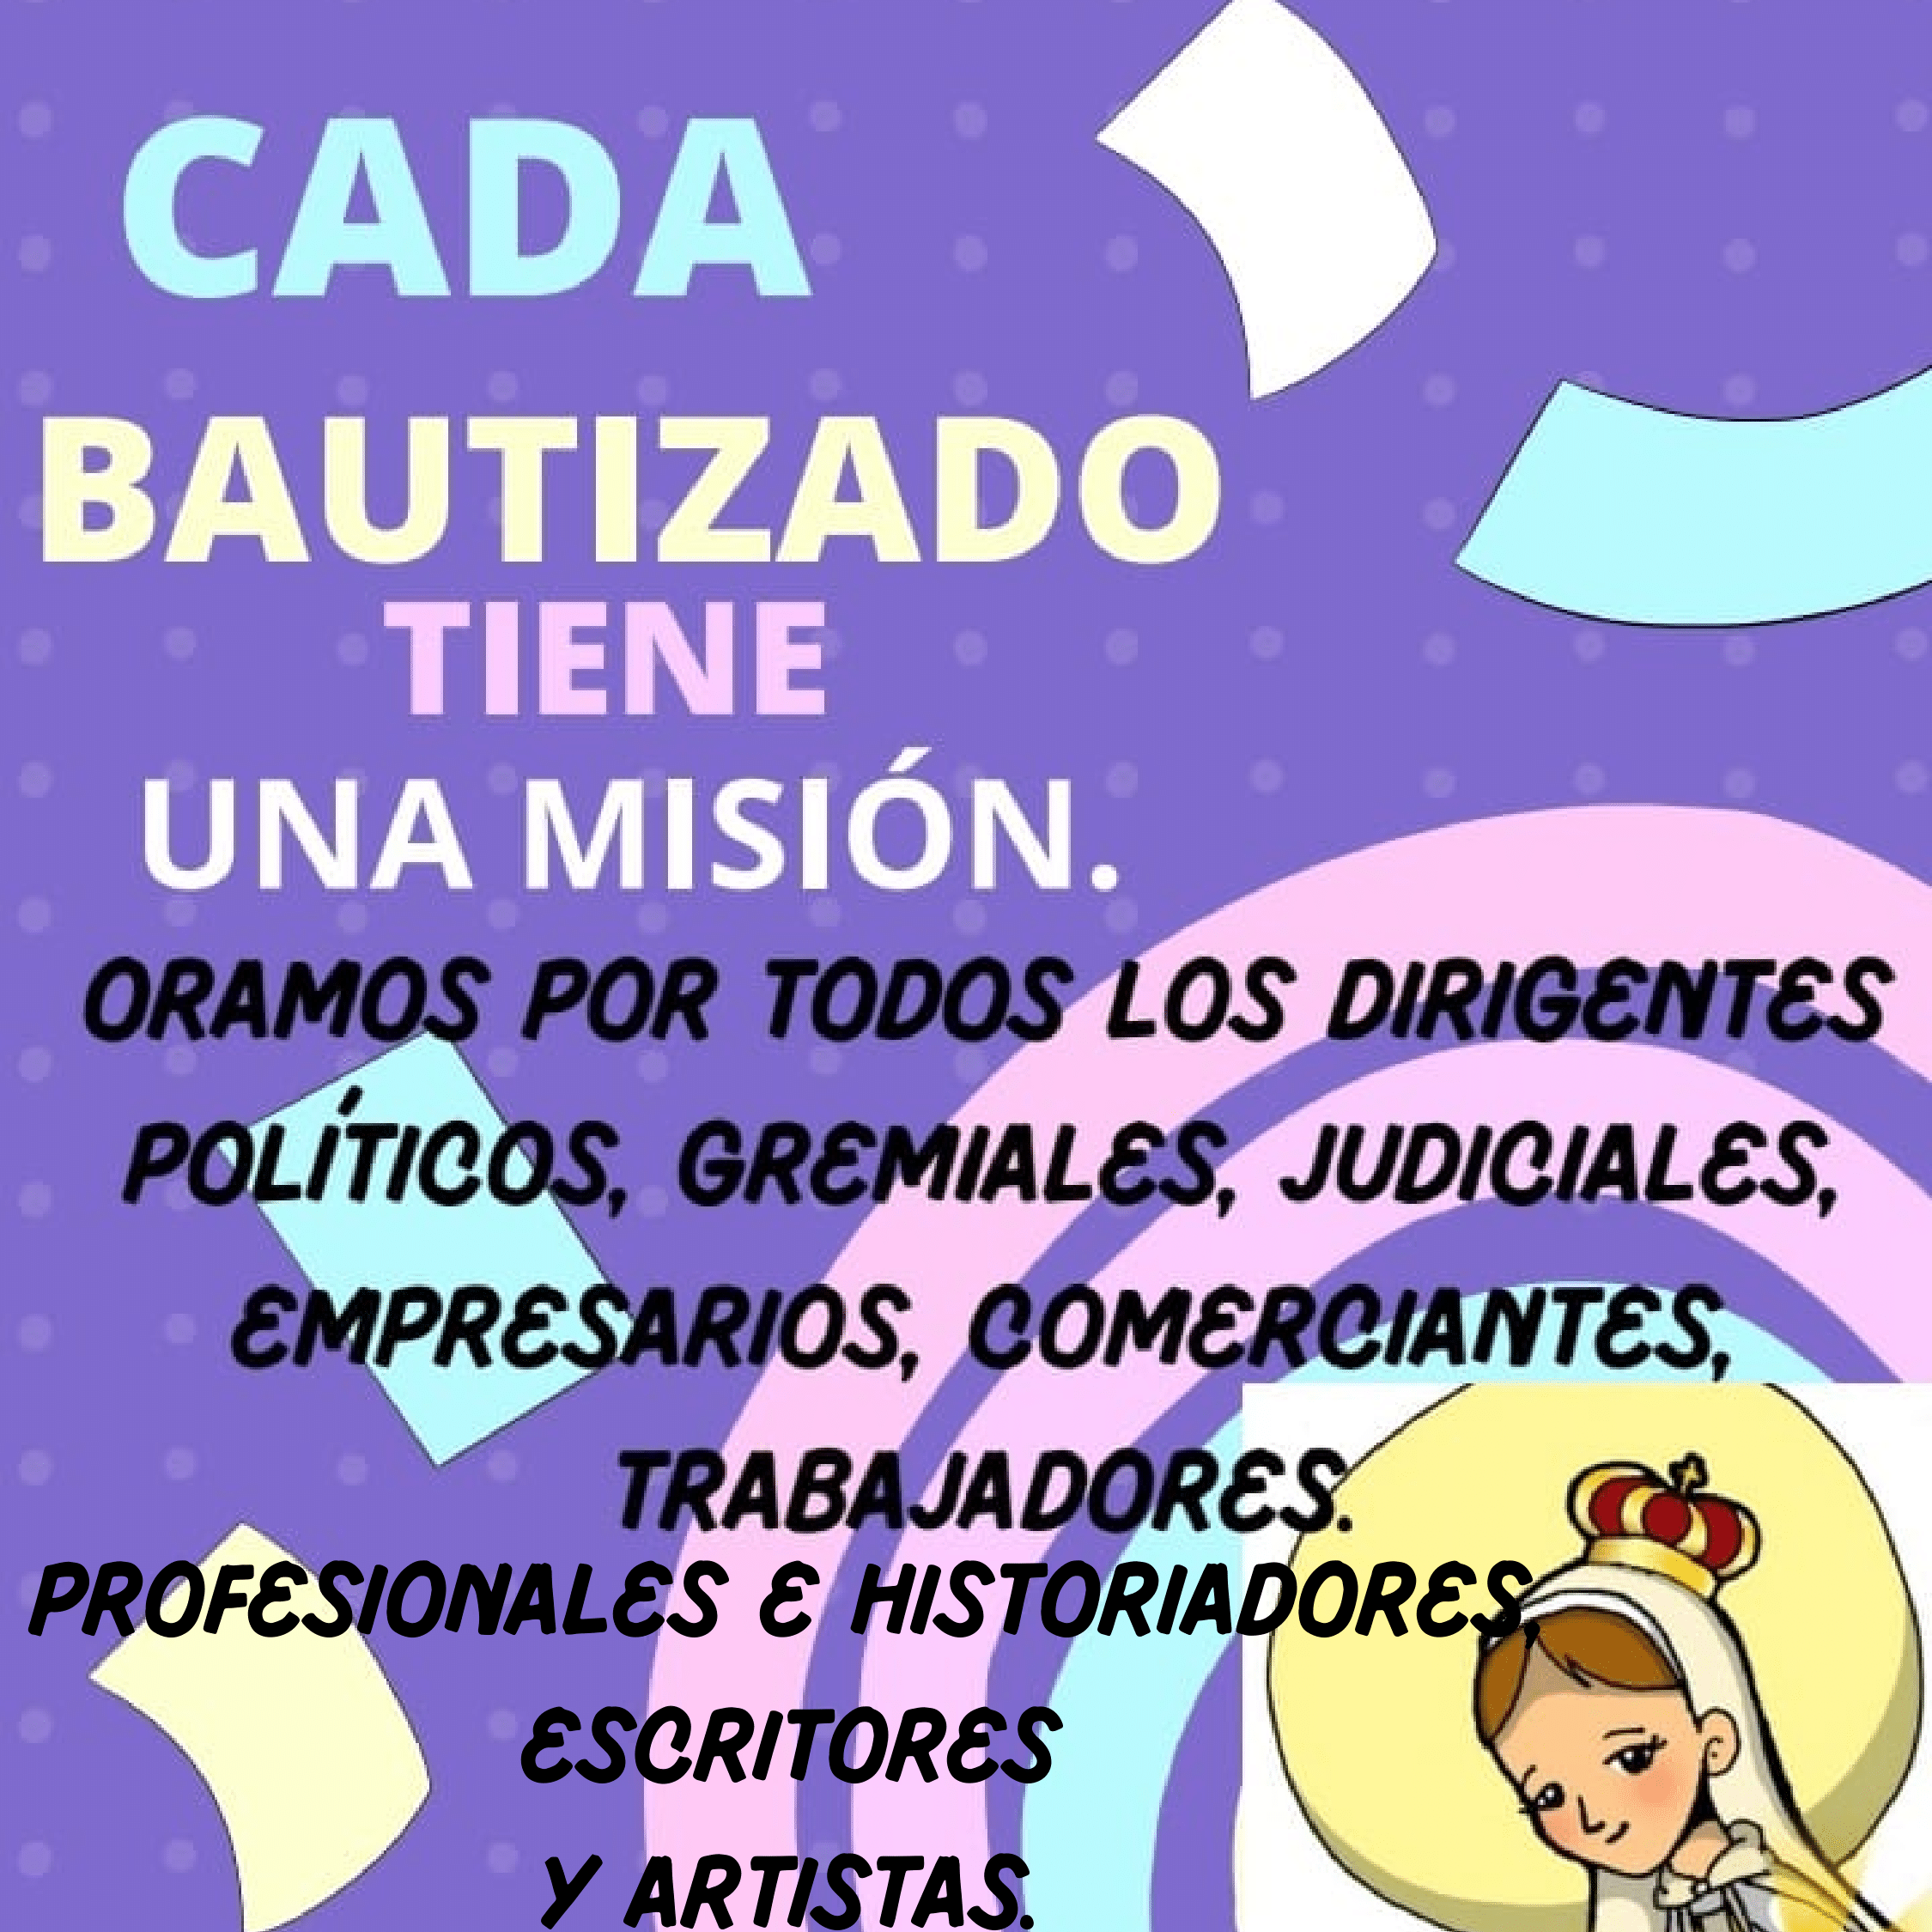 CADA
BAUTIZADO
TIENE
UNA MISIÓN.
ORAMOS POR TODOS LOS DIRIGENTES
POLÍTICOS, GREMIALES, JUDICIALES,
EMPRESARIOS, COMERCIANTES,
TRABAJADORES.
PROFESIONALES E HISTORIADORES,
ESCRITORES
Y ARTISTAS.